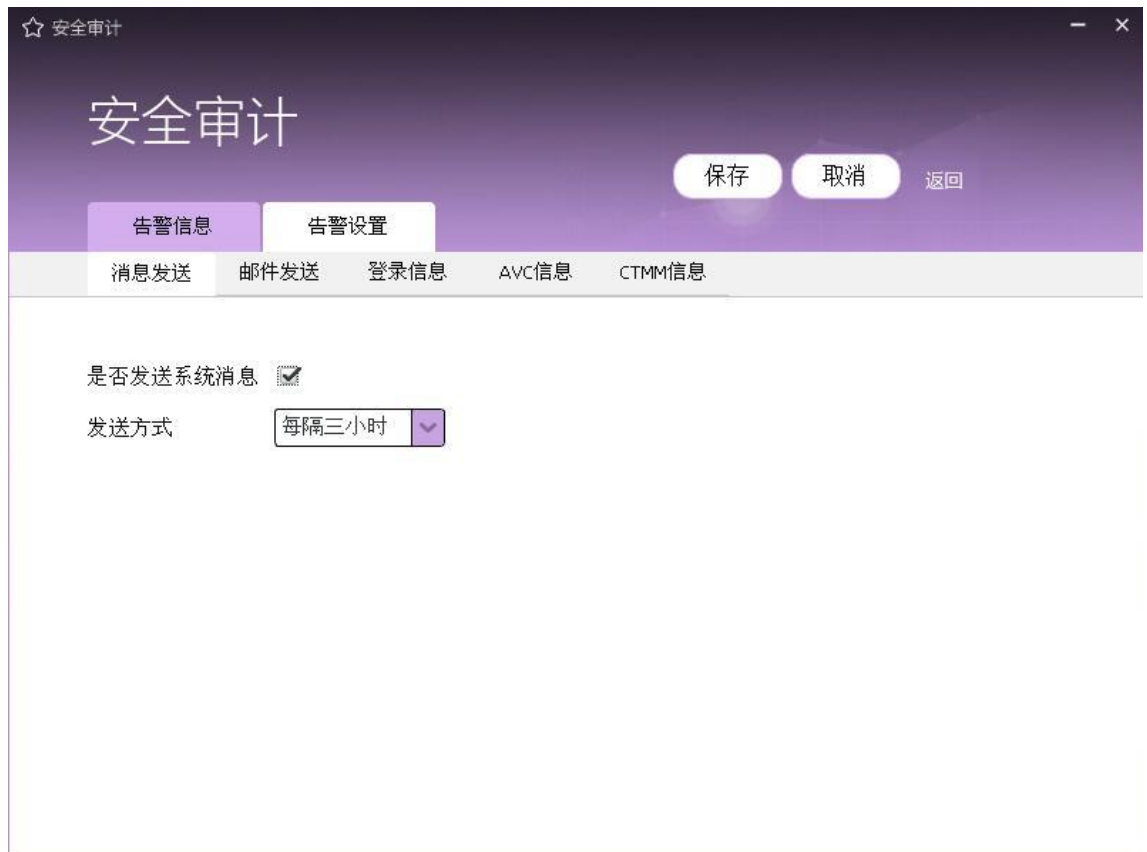 安全审计
安全审计
保存 取消 返回
告警信息 告警设置
消息发送 邮件发送 登录信息 AVC信息 CTMM信息
是否发送系统消息
发送方式 每隔三小时